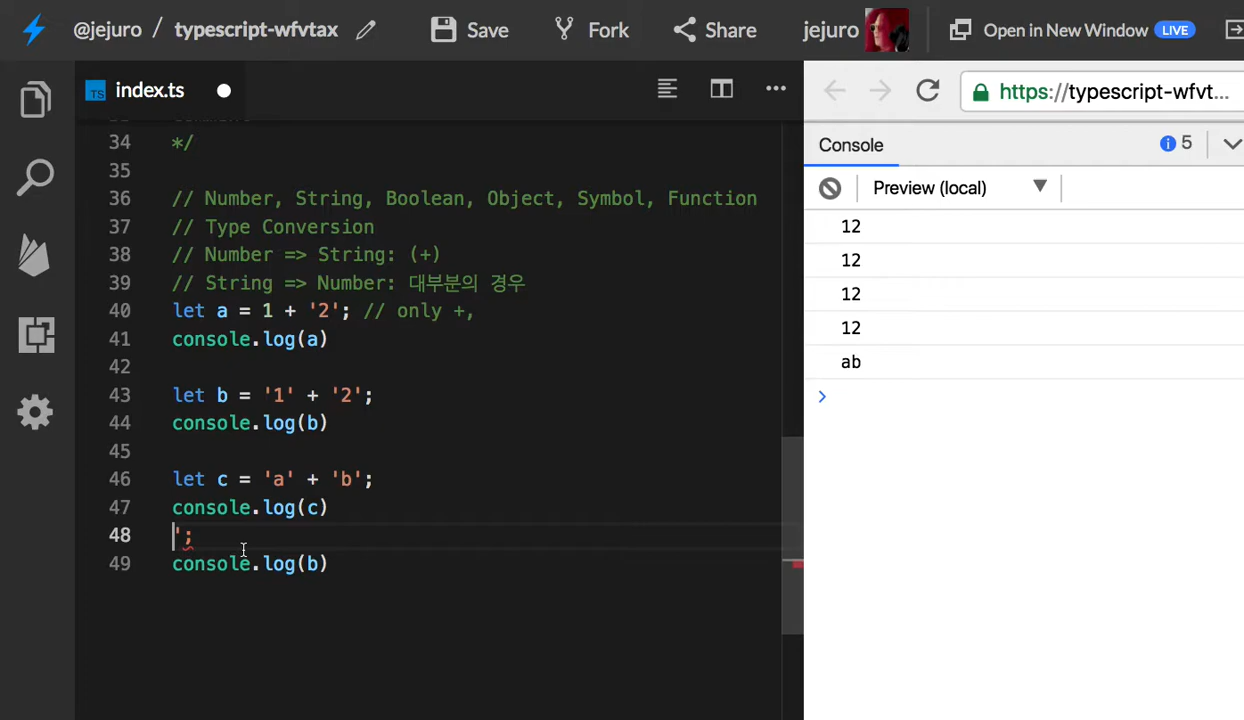 @jejuro / typescript-wfvtax Save Fork Share jejuro Open in New Window LIVE
TS index.ts
https://typescript-wfvt...
Console 5
Preview (local)
34 */
35
36 // Number, String, Boolean, Object, Symbol, Function
37 // Type Conversion
38 // Number => String: (+)
39 // String => Number: 대부분의 경우
40 let a = 1 + '2'; // only +,
41 console.log(a)
42
43 let b = '1' + '2';
44 console.log(b)
45
46 let c = 'a' + 'b';
47 console.log(c)
48 ';
49 console.log(b)
12
12
12
12
ab